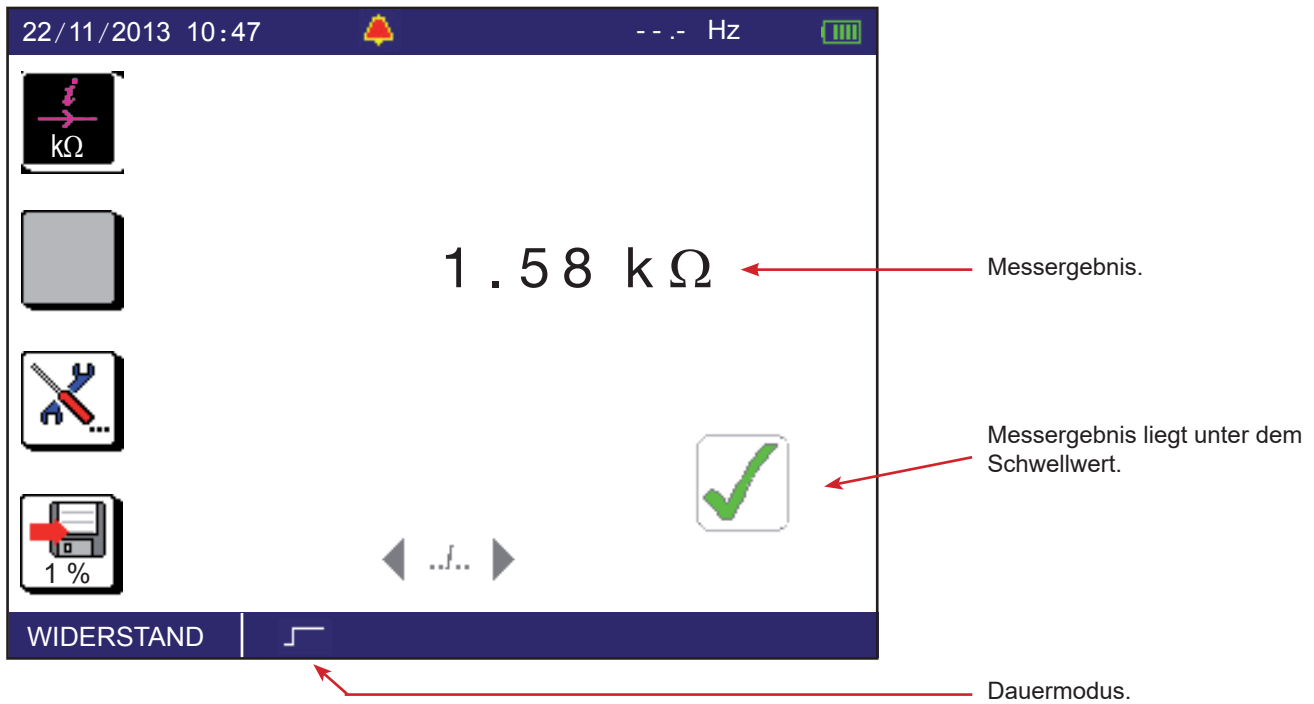 22/11/2013 10:47 - - .- Hz
i
kΩ
1.58 kΩ
Messergebnis.
...
Messergebnis liegt unter dem
Schwellwert.
1 %
WIDERSTAND
Dauermodus.